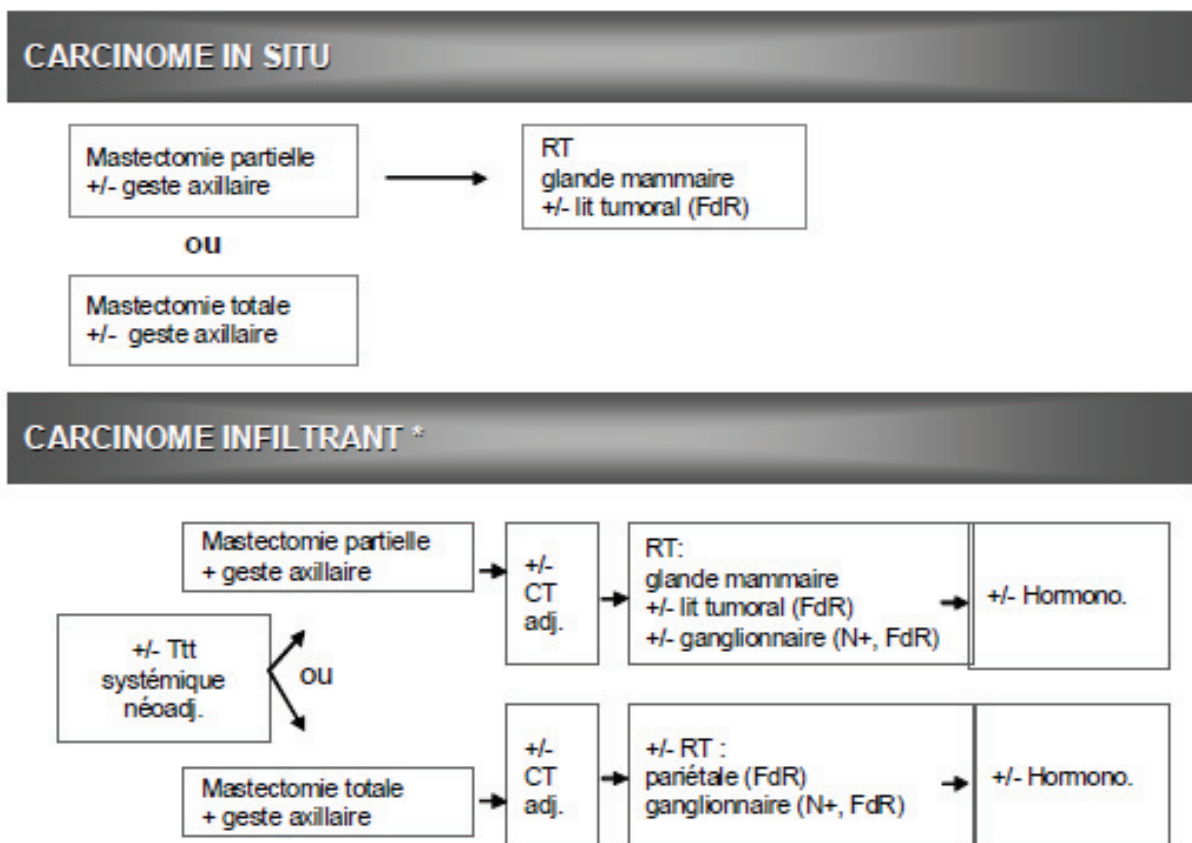 CARCINOME IN SITU
Mastectomie partielle
+/- geste axillaire
RT
glande mammaire
+/- lit tumoral (FdR)
ou
Mastectomie totale
+/- geste axillaire
CARCINOME INFILTRANT *
Mastectomie partielle
+ geste axillaire
+/-
CT
adj.
RT:
glande mammaire
+/- lit tumoral (FdR)
+/- ganglionnaire (N+, FdR)
+/- Hormono.
+/- Ttt
systémique
néoadj.
ou
Mastectomie totale
+ geste axillaire
+/-
CT
adj.
+/- RT :
pariétale (FdR)
ganglionnaire (N+, FdR)
+/- Hormono.